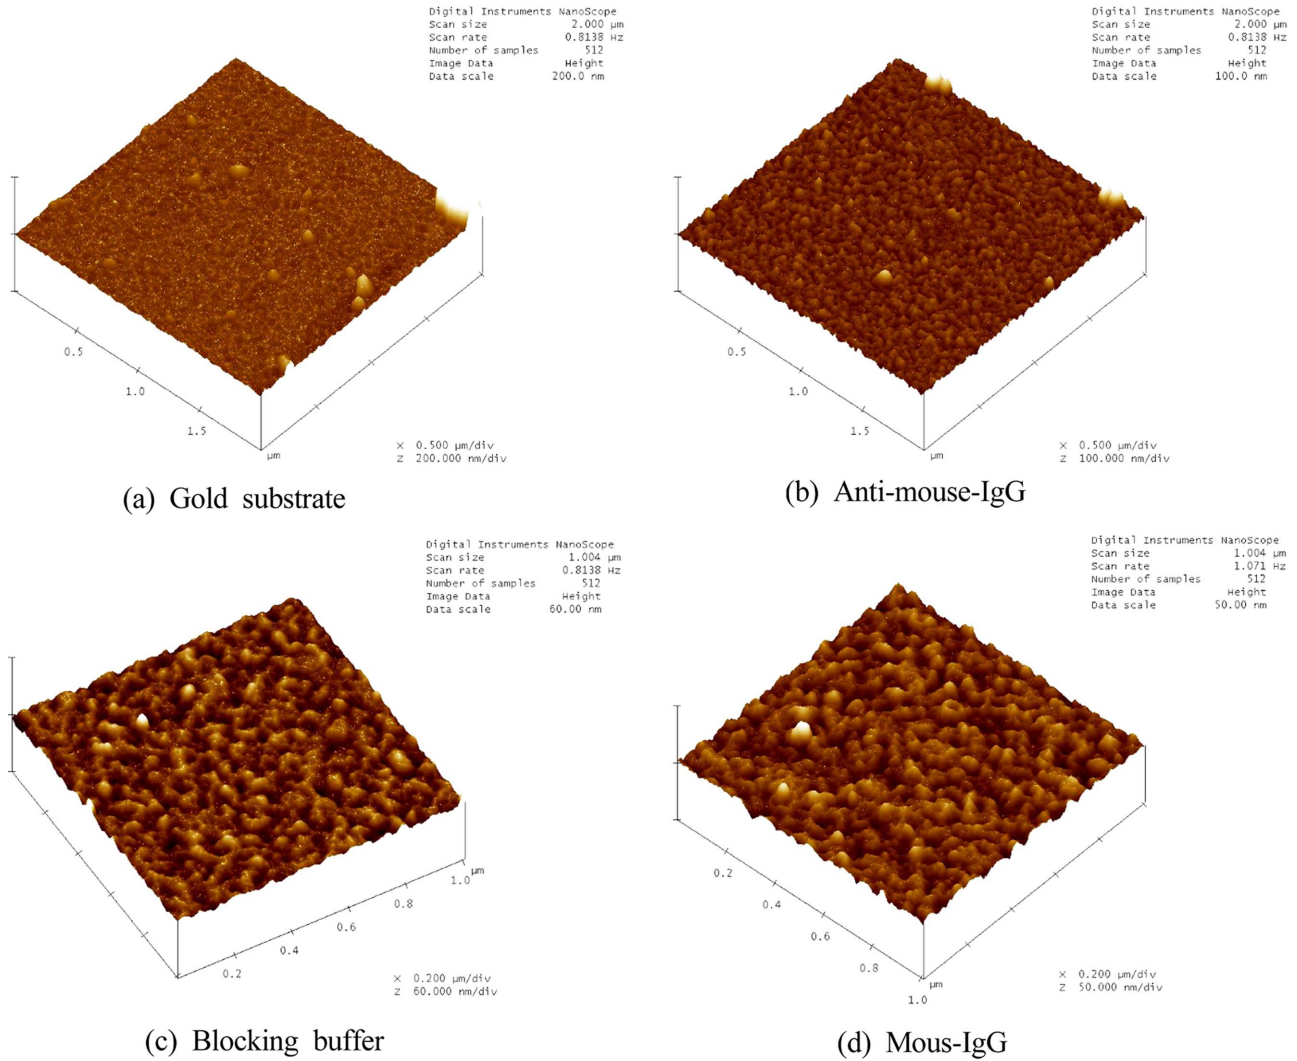 Digital Instruments NanoScope
Scan size 2.000 µm
Scan rate 0.8138 Hz
Number of samples 512
Image Data Height
Data scale 200.0 nm
0.5
1.0
1.5
µm
X 0.500 µm/div
Z 200.000 nm/div
(a) Gold substrate
Digital Instruments NanoScope
Scan size 2.000 µm
Scan rate 0.8138 Hz
Number of samples 512
Image Data Height
Data scale 100.0 nm
0.5
1.0
1.5
µm
X 0.500 µm/div
Z 100.000 nm/div
(b) Anti-mouse-IgG
Digital Instruments NanoScope
Scan size 1.004 µm
Scan rate 0.8138 Hz
Number of samples 512
Image Data Height
Data scale 60.00 nm
0.2
0.4
0.6
0.8
1.0
µm
X 0.200 µm/div
Z 60.000 nm/div
(c) Blocking buffer
Digital Instruments NanoScope
Scan size 1.004 µm
Scan rate 1.071 Hz
Number of samples 512
Image Data Height
Data scale 50.00 nm
0.2
0.4
0.6
0.8
1.0
µm
X 0.200 µm/div
Z 50.000 nm/div
(d) Mous-IgG